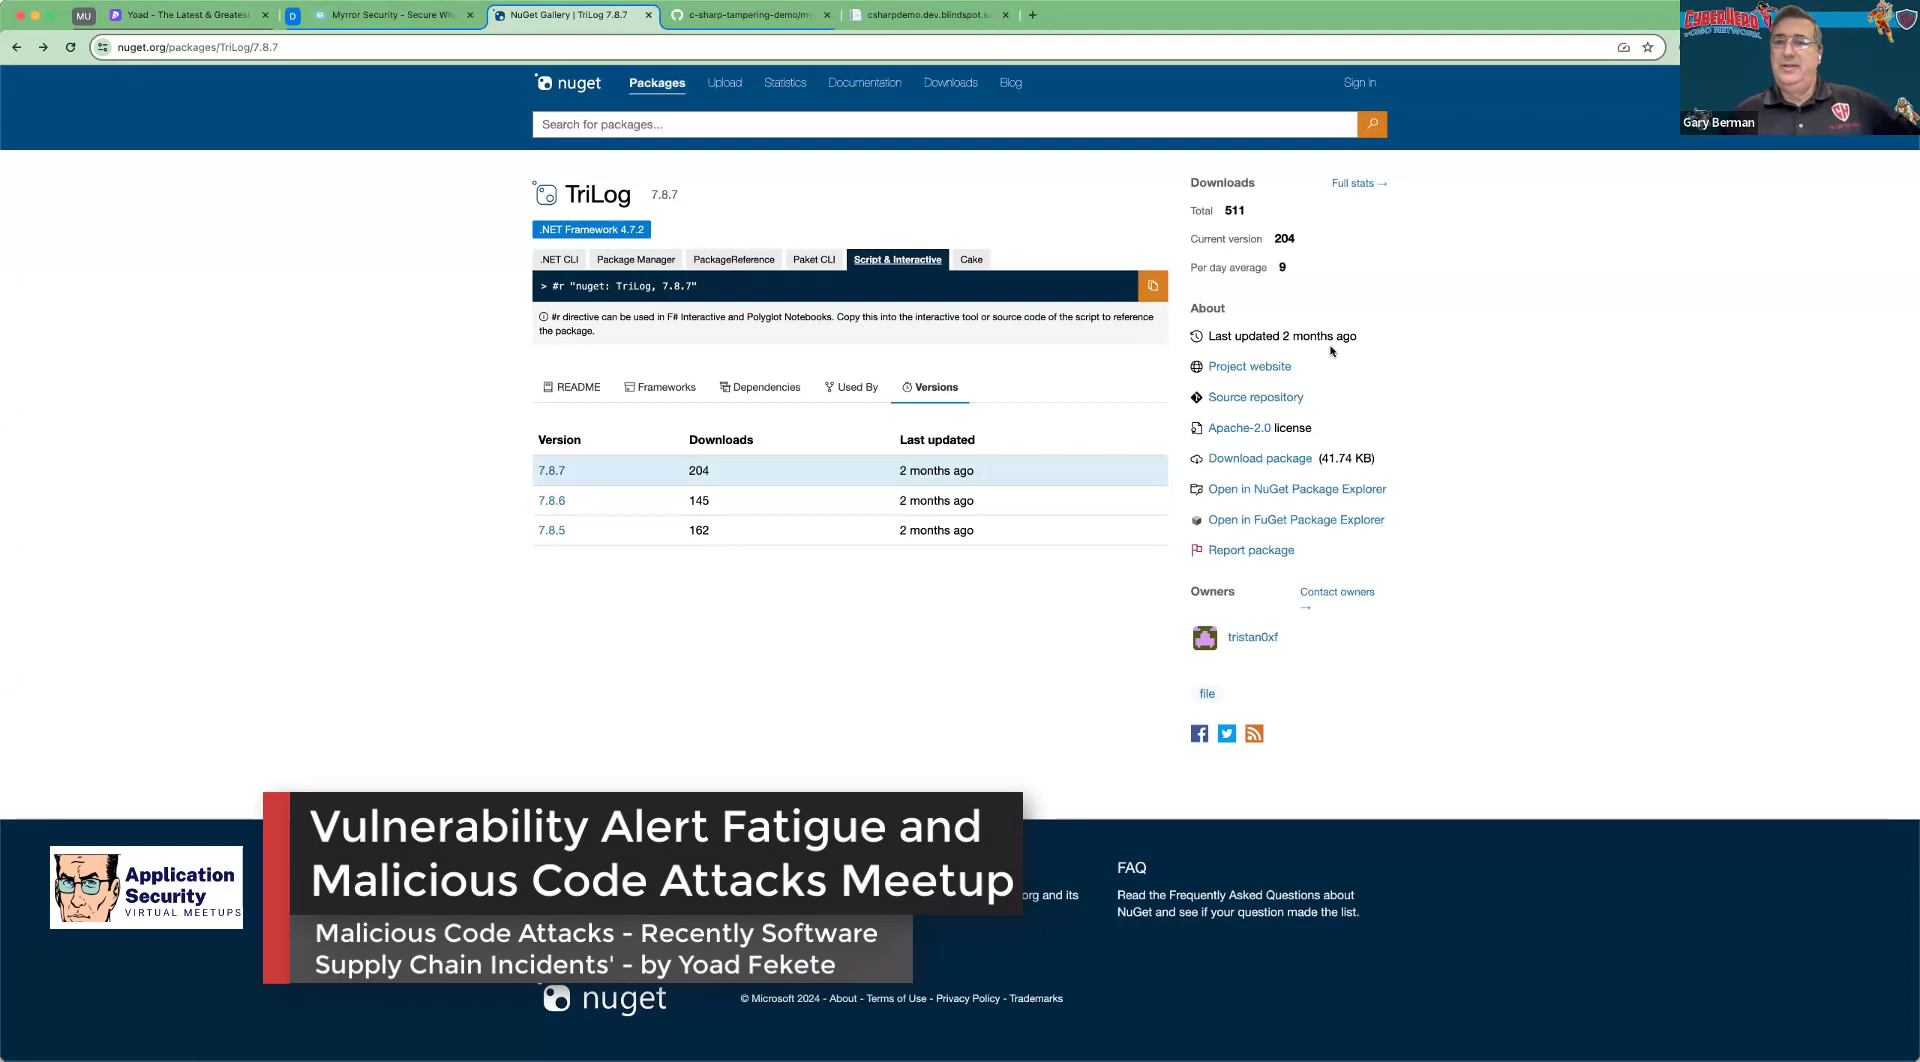 MU
Yoad - The Latest & Greates
D
Myrror Security - Secure Wh
NuGet Gallery | TriLog 7.8.7
c-sharp-tampering-demo/m
csharpdemo.dev.blindspot.s
nuget.org/packages/TriLog/7.8.7
CYBERHERO
NETWORK
CH
Gary Berman
nuget
Packages
Upload
Statistics
Documentation
Downloads
Blog
Sign in
Search for packages...
TriLog 7.8.7
.NET Framework 4.7.2
.NET CLI
Package Manager
PackageReference
Paket CLI
Script & Interactive
Cake
> #r "nuget: TriLog, 7.8.7"
#r directive can be used in F# Interactive and Polyglot Notebooks. Copy this into the interactive tool or source code of the script to reference
the package.
README
Frameworks
Dependencies
Used By
Versions
Version Downloads Last updated
7.8.7 204 2 months ago
7.8.6 145 2 months ago
7.8.5 162 2 months ago
Downloads
Full stats →
Total 511
Current version 204
Per day average 9
About
Last updated 2 months ago
Project website
Source repository
Apache-2.0 license
Download package (41.74 KB)
Open in NuGet Package Explorer
Open in FuGet Package Explorer
Report package
Owners
Contact owners
→
tristan0xf
file
Application
Security
VIRTUAL MEETUPS
Vulnerability Alert Fatigue and
Malicious Code Attacks Meetup
Malicious Code Attacks - Recently Software
Supply Chain Incidents' - by Yoad Fekete
org and its
FAQ
Read the Frequently Asked Questions about
NuGet and see if your question made the list.
nuget
© Microsoft 2024 - About - Terms of Use - Privacy Policy - Trademarks